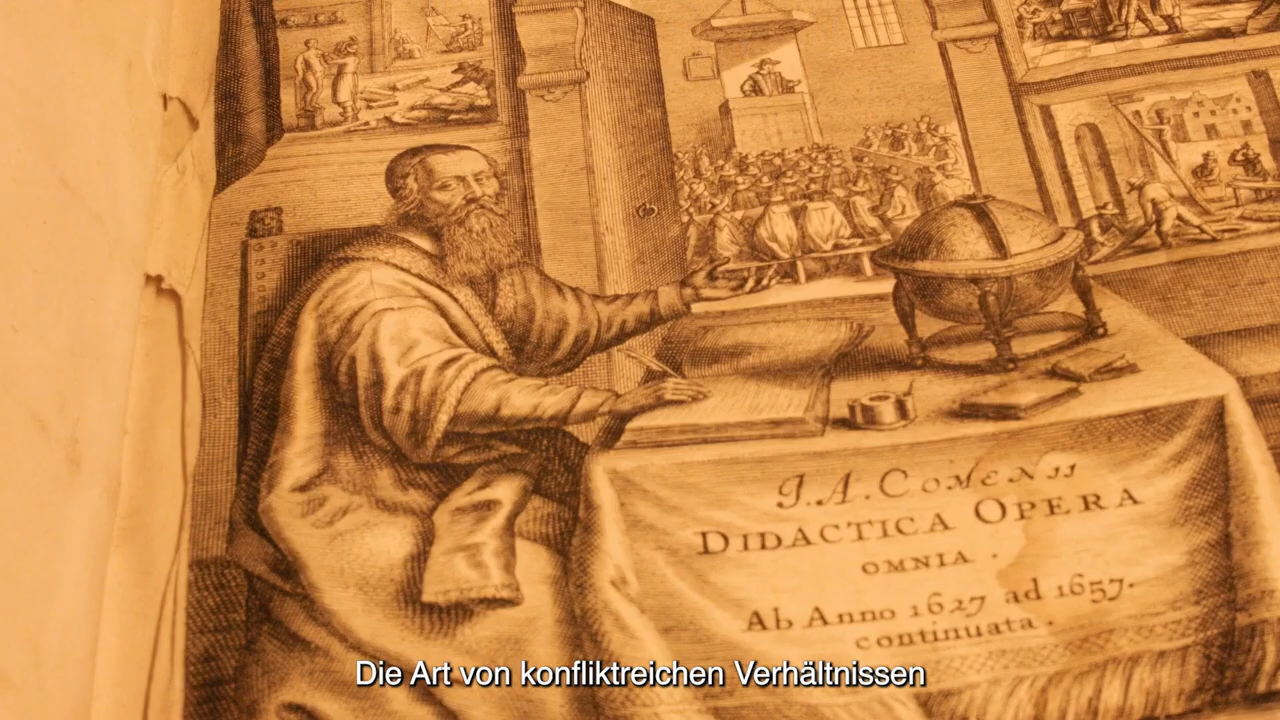 J.A. COMENII
DIDACTICA OPERA
OMNIA .
Ab Anno 1627 ad 1657.
continuata .
Die Art von konfliktreichen Verhältnissen